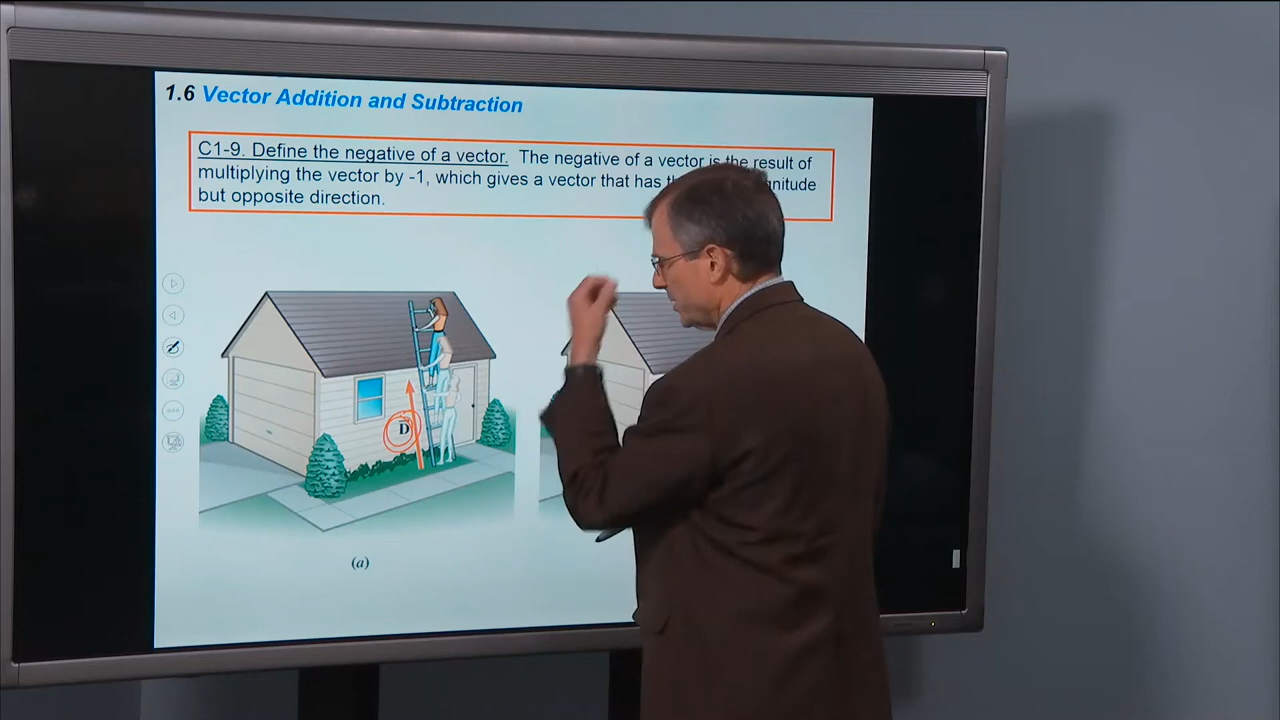 1.6 Vector Addition and Subtraction
C1-9. Define the negative of a vector. The negative of a vector is the result of
multiplying the vector by -1, which gives a vector that has
but opposite direction.
D
(a)